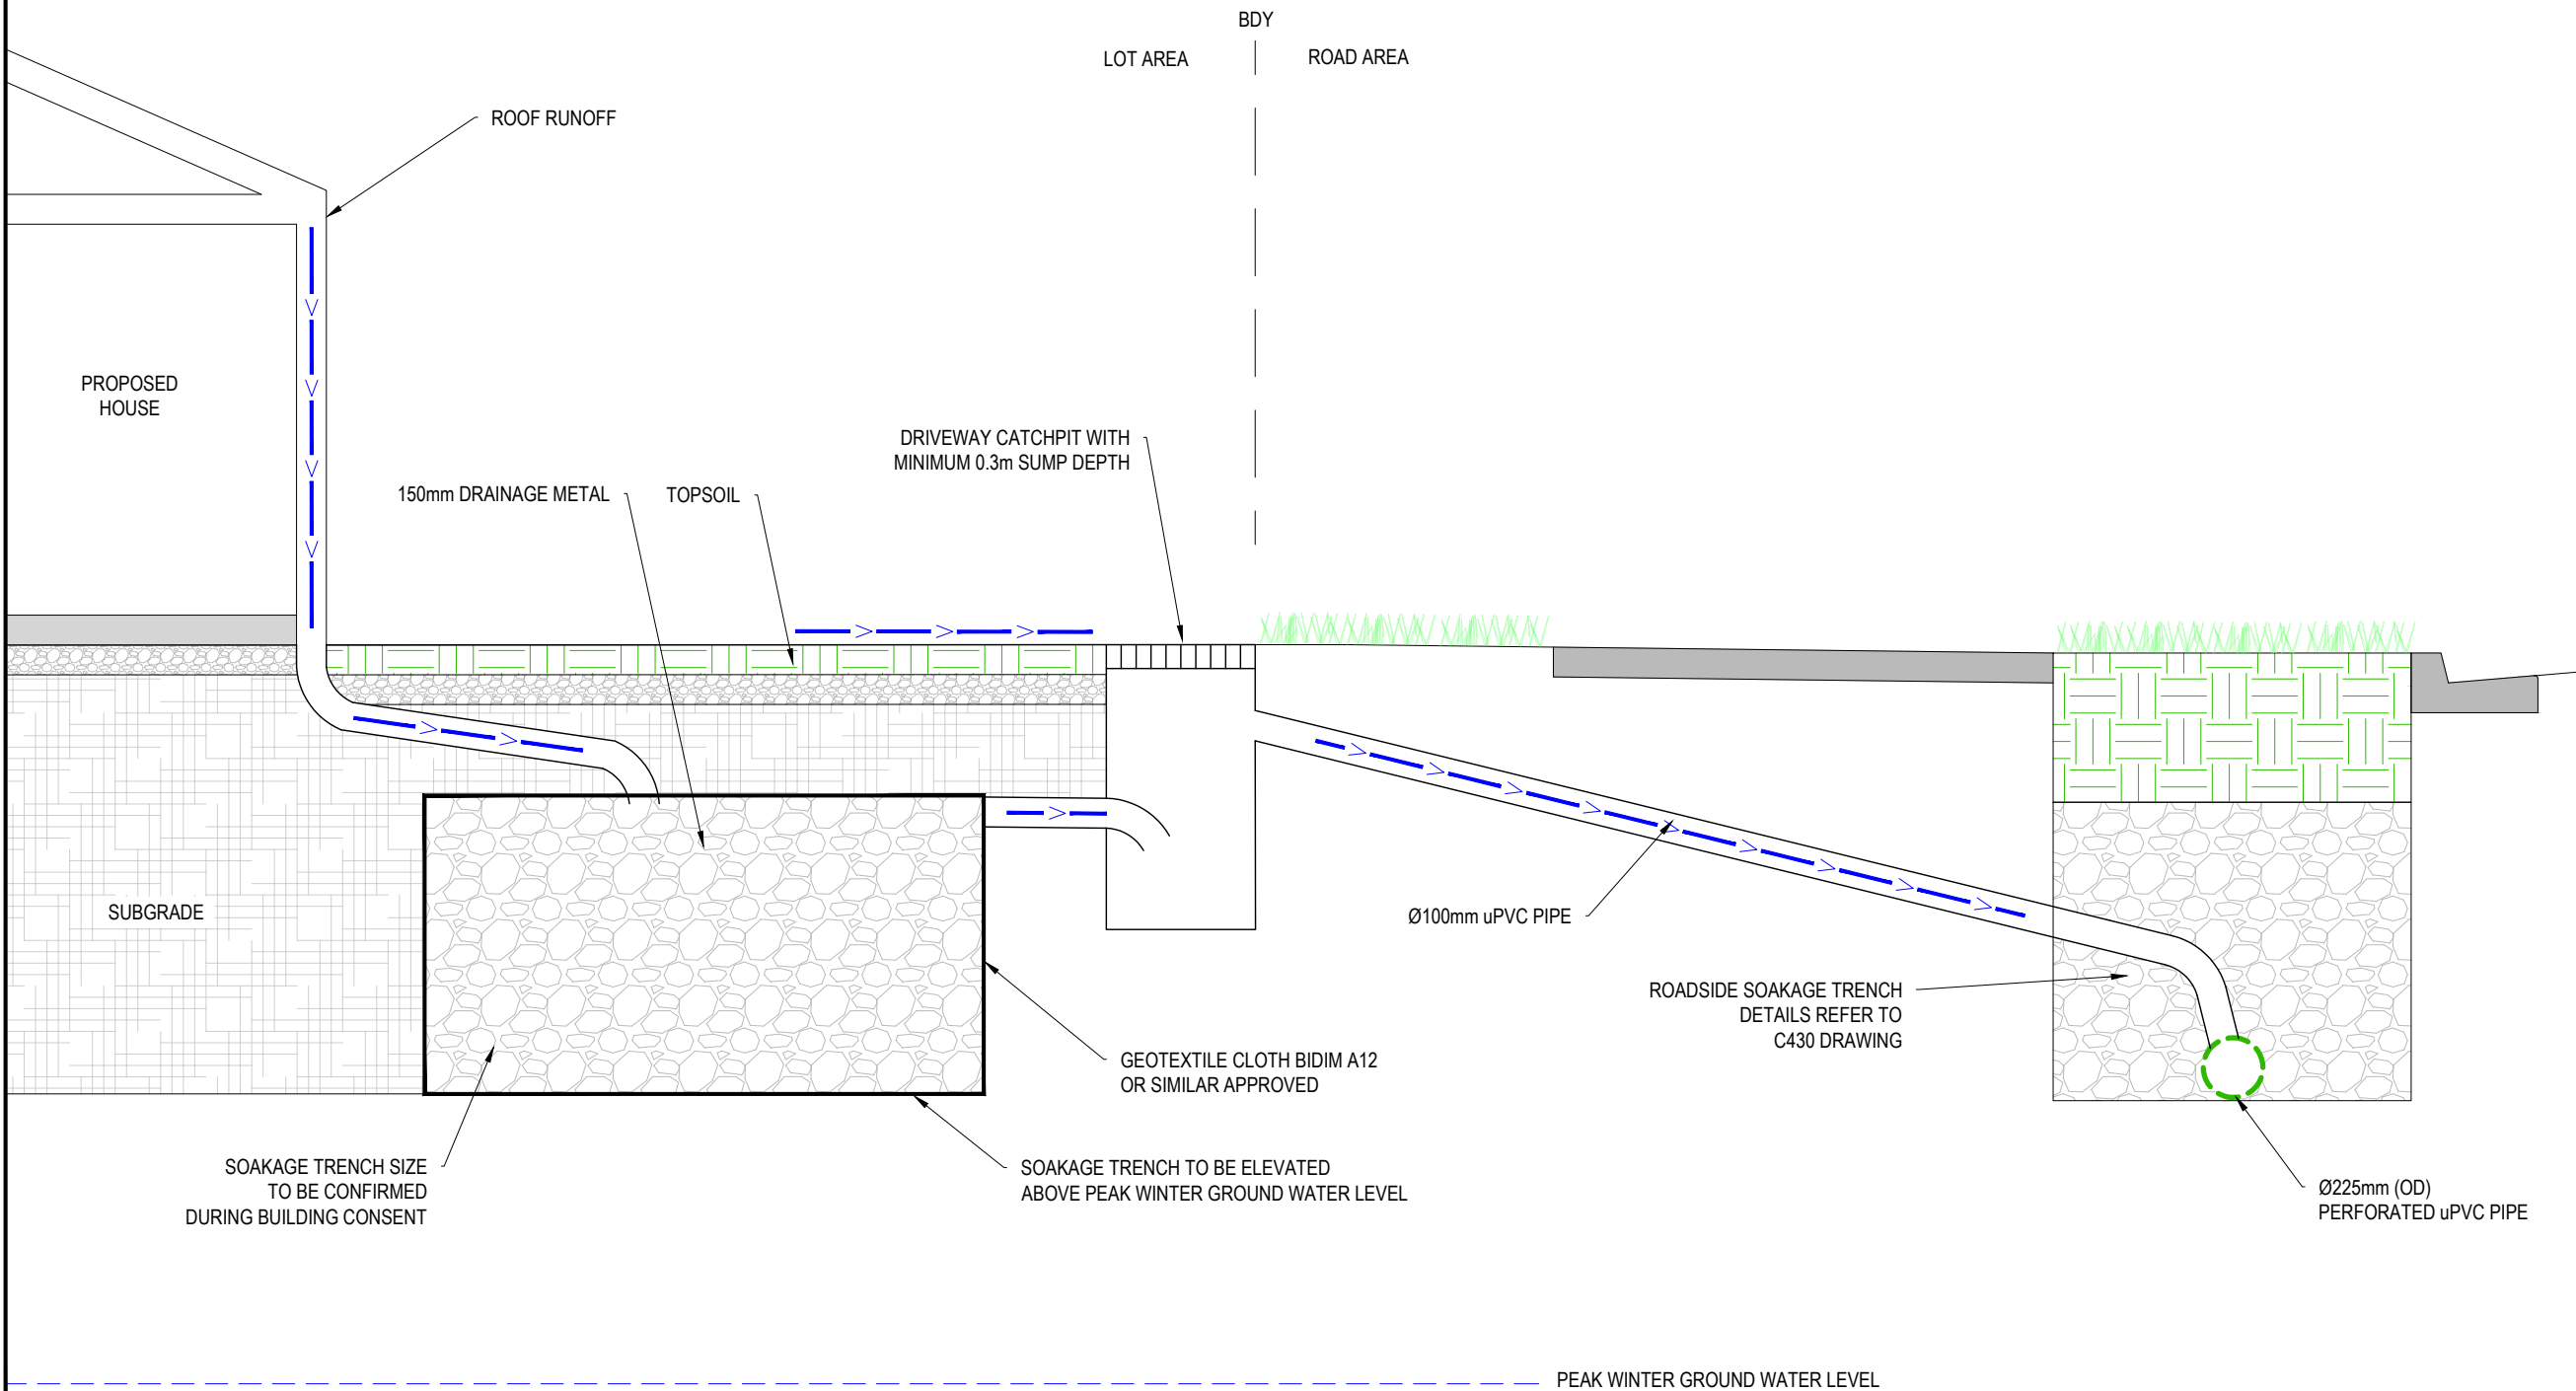 BDY
LOT AREA
ROAD AREA
ROOF RUNOFF
PROPOSED
HOUSE
DRIVEWAY CATCHPIT WITH
MINIMUM 0.3m SUMP DEPTH
150mm DRAINAGE METAL
TOPSOIL
SUBGRADE
Ø100mm uPVC PIPE
ROADSIDE SOAKAGE TRENCH
DETAILS REFER TO
C430 DRAWING
GEOTEXTILE CLOTH BIDIM A12
OR SIMILAR APPROVED
SOAKAGE TRENCH SIZE
TO BE CONFIRMED
DURING BUILDING CONSENT
SOAKAGE TRENCH TO BE ELEVATED
ABOVE PEAK WINTER GROUND WATER LEVEL
Ø225mm (OD)
PERFORATED uPVC PIPE
PEAK WINTER GROUND WATER LEVEL